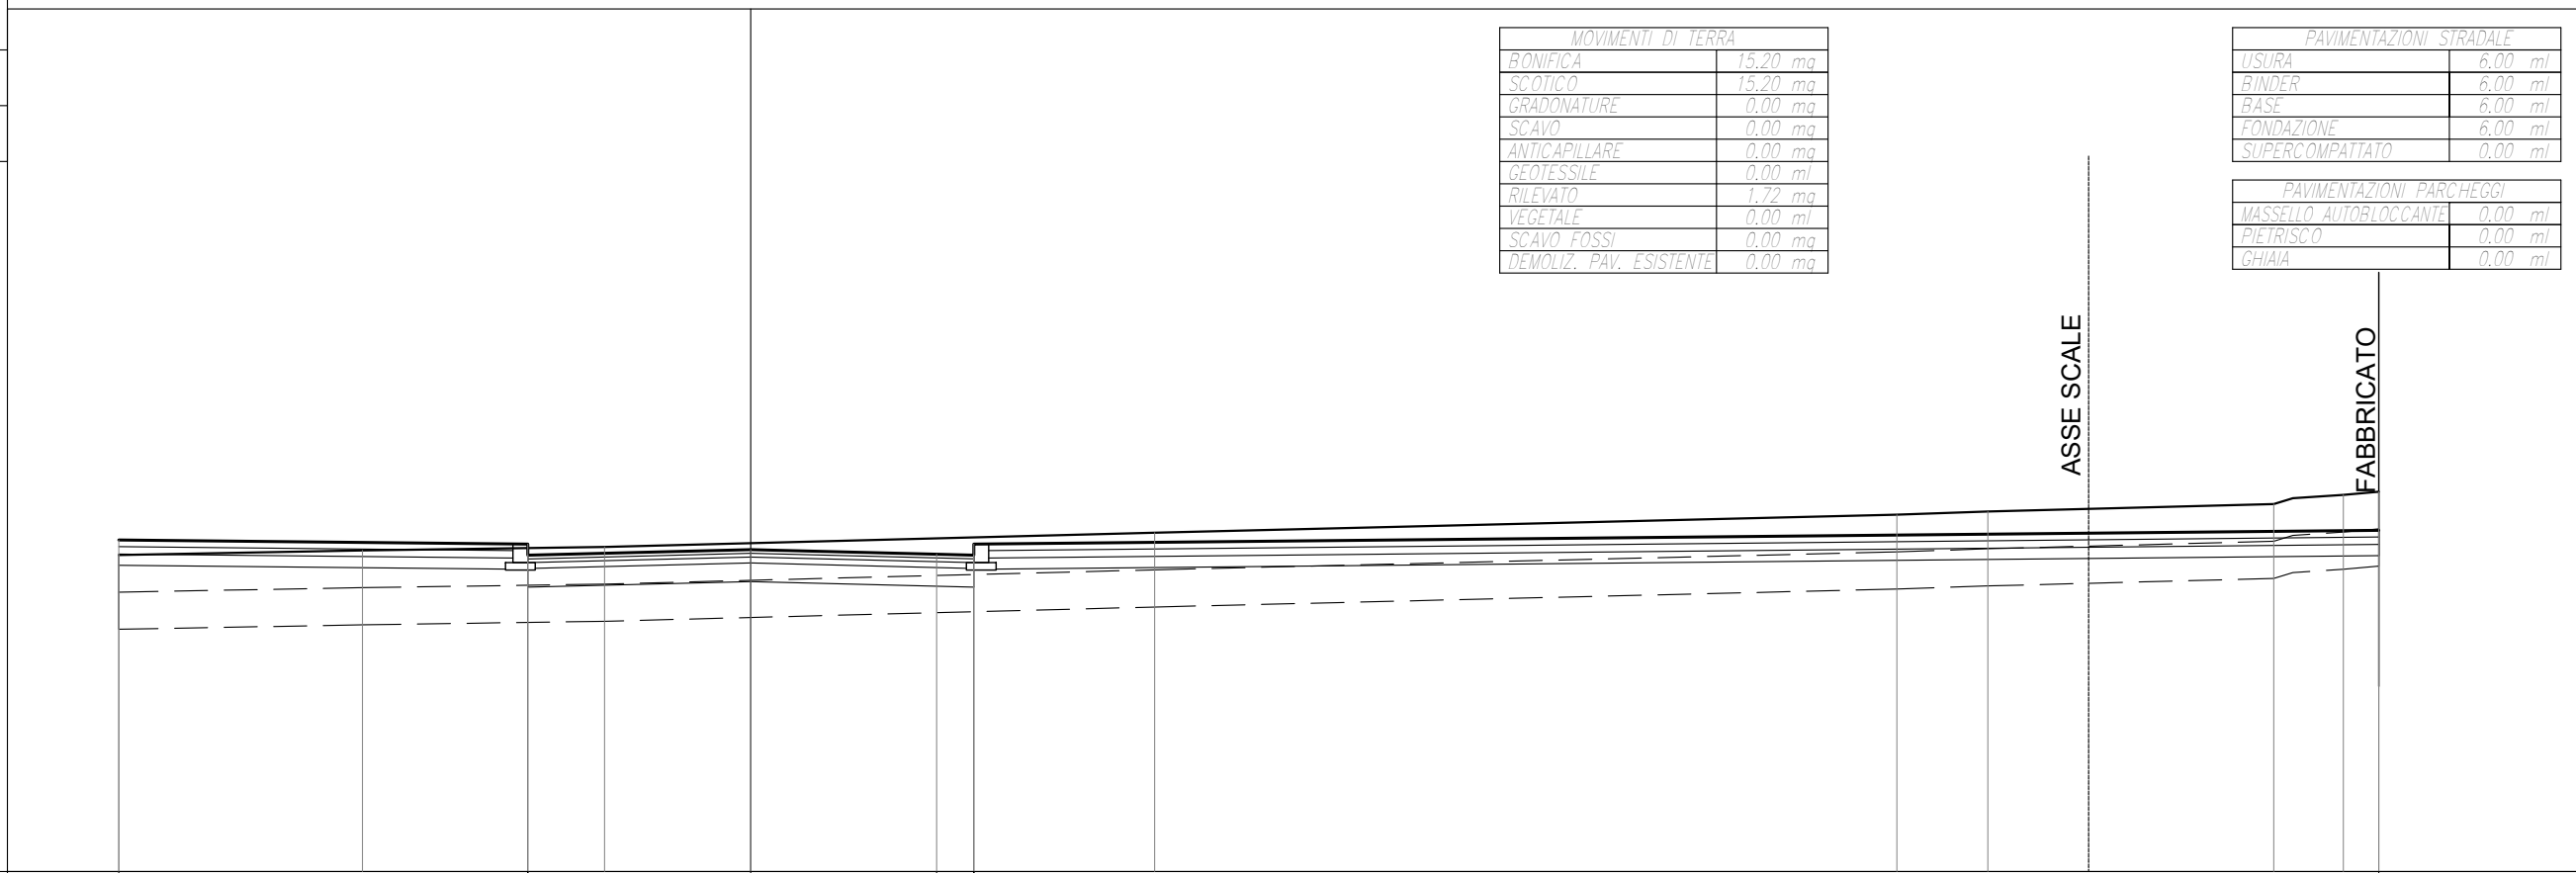 MOVIMENTI DI TERRA
BONIFICA 15.20 mq
SCOTICO 15.20 mq
GRADONATURE 0.00 mq
SCAVO 0.00 mq
ANTICAPILLARE 0.00 mq
GEOTESSILE 0.00 ml
RILEVATO 1.72 mq
VEGETALE 0.00 ml
SCAVO FOSSI 0.00 mq
DEMOLIZ. PAV. ESISTENTE 0.00 mq
PAVIMENTAZIONI STRADALE
USURA 6.00 ml
BINDER 6.00 ml
BASE 6.00 ml
FONDAZIONE 6.00 ml
SUPERCOMPATTATO 0.00 ml
PAVIMENTAZIONI PARCHEGGI
MASSELLO AUTOBLOCCANTE 0.00 ml
PIETRISCO 0.00 ml
GHIAIA 0.00 ml
ASSE SCALE
FABBRICATO